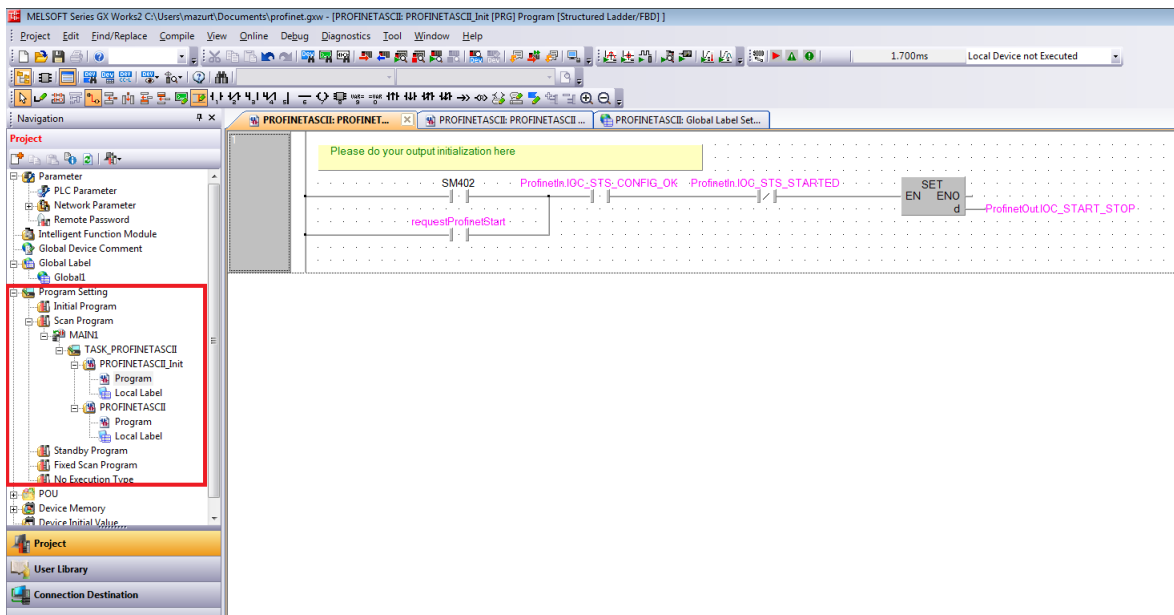 MELSOFT Series GX Works2 C:\Users\mazurt\Documents\profinet.gxw - [PROFINETASCII: PROFINETASCII_Init [PRG] Program [Structured Ladder/FBD] ]
Project Edit Find/Replace Compile View Online Debug Diagnostics Tool Window Help
1.700ms Local Device not Executed
Navigation
PROFINETASCII: PROFINET... PROFINETASCII: PROFINETASCII ... PROFINETASCII: Global Label Set...
Project
Parameter
PLC Parameter
Network Parameter
Remote Password
Intelligent Function Module
Global Device Comment
Global Label
Global1
Program Setting
Initial Program
Scan Program
MAIN1
TASK_PROFINETASCII
PROFINETASCII_Init
Program
Local Label
PROFINETASCII
Program
Local Label
Standby Program
Fixed Scan Program
No Execution Type
POU
Device Memory
Device Initial Value
Project
User Library
Connection Destination
1
Please do your output initialization here
SM402 ProfinetIn.IOC_STS_CONFIG_OK ProfinetIn.IOC_STS_STARTED
SET
EN ENO
d ProfinetOut.IOC_START_STOP
requestProfinetStart